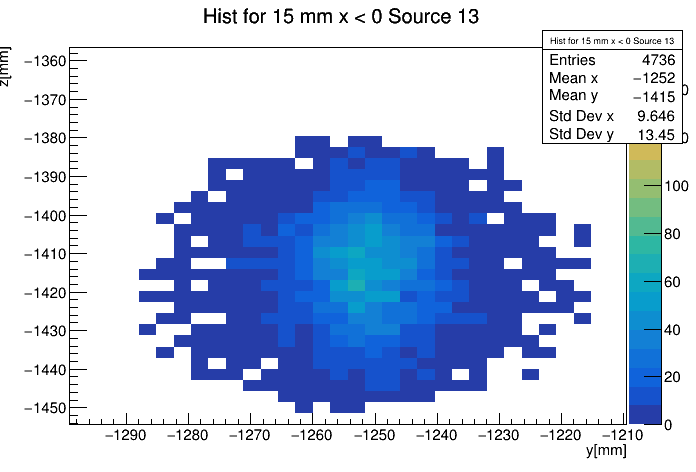 Hist for 15 mm x < 0 Source 13
Hist for 15 mm x < 0 Source 13
Entries 4736
Mean x −1252
Mean y −1415
Std Dev x 9.646
Std Dev y 13.45
z[mm]
−1360
−1370
−1380
−1390
−1400
−1410
−1420
−1430
−1440
−1450
0
0
100
80
60
40
20
0
−1290 −1280 −1270 −1260 −1250 −1240 −1230 −1220 −1210
y[mm]